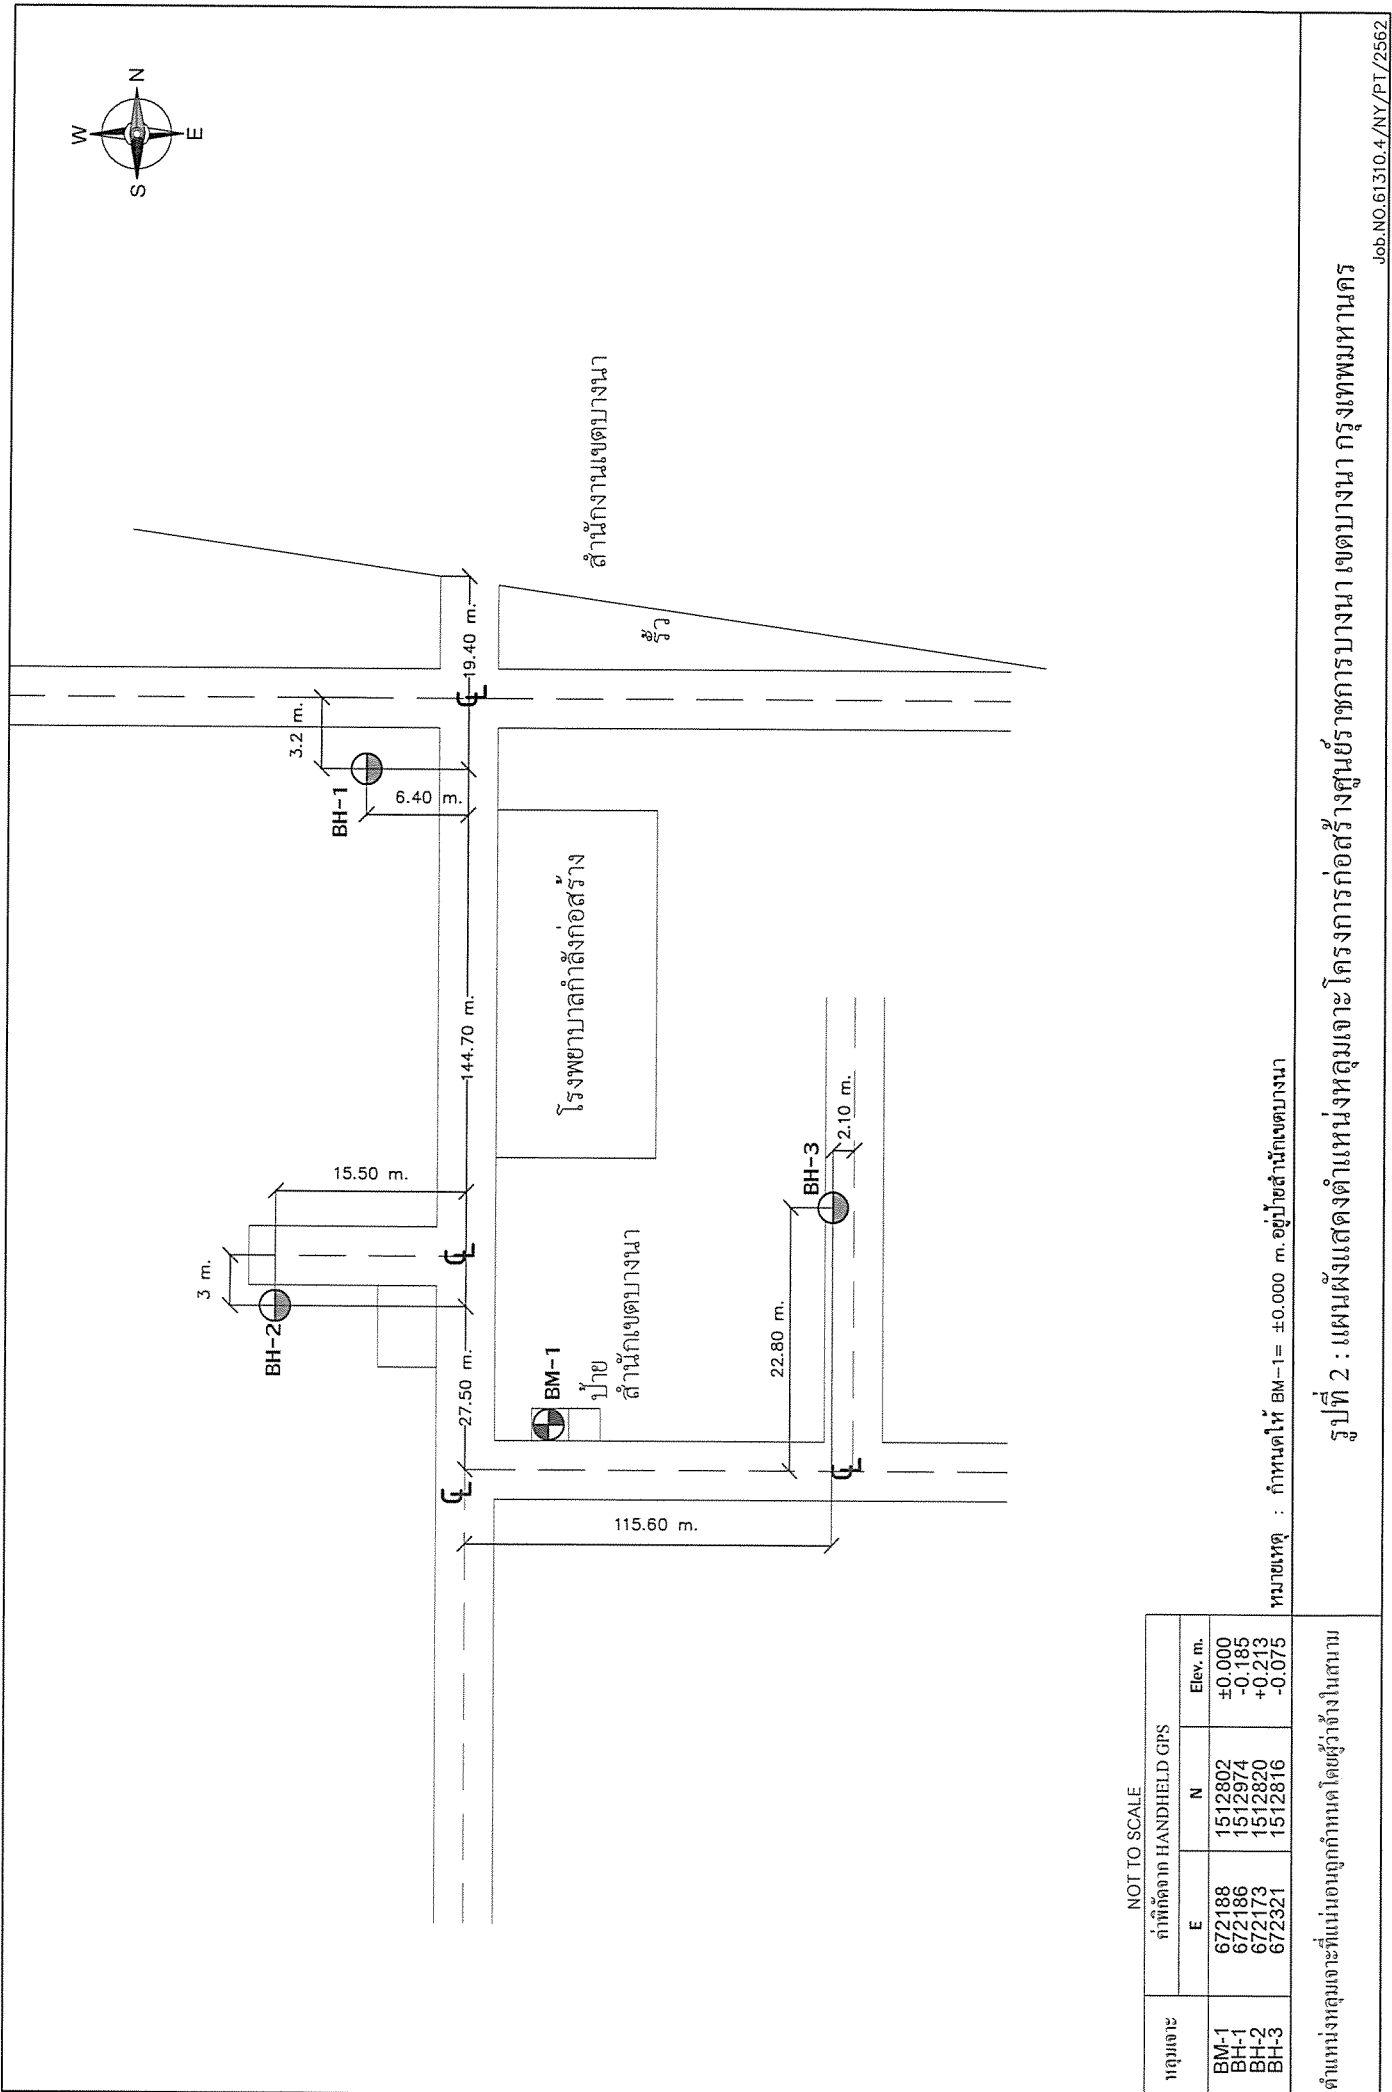 W
N
S
E
3.2 m.
BH-1
6.40 m.
19.40 m.
สำนักงานเขตบางนา
รั้ว
144.70 m.
โรงพยาบาลกำลังก่อสร้าง
15.50 m.
3 m.
BH-2
27.50 m.
BM-1
ป้าย
สำนักเขตบางนา
BH-3
2.10 m.
22.80 m.
115.60 m.
NOT TO SCALE
หลุมเจาะ ค่าพิกัดจาก HANDHELD GPS
E N Elev. m.
BM-1 672188 1512802 ±0.000
BH-1 672186 1512974 -0.185
BH-2 672173 1512820 +0.213
BH-3 672321 1512816 -0.075
หมายเหตุ : กำหนดให้ BM-1= ±0.000 m.อยู่ป้ายสำนักเขตบางนา
ตำแหน่งหลุมเจาะที่แน่นอนถูกกำหนดโดยผู้ว่าจ้างในสนาม
รูปที่ 2 : แผนผังแสดงตำแหน่งหลุมเจาะโครงการก่อสร้างศูนย์ราชการบางนา เขตบางนา กรุงเทพมหานคร
Job.NO.61310.4/NY/PT/2562